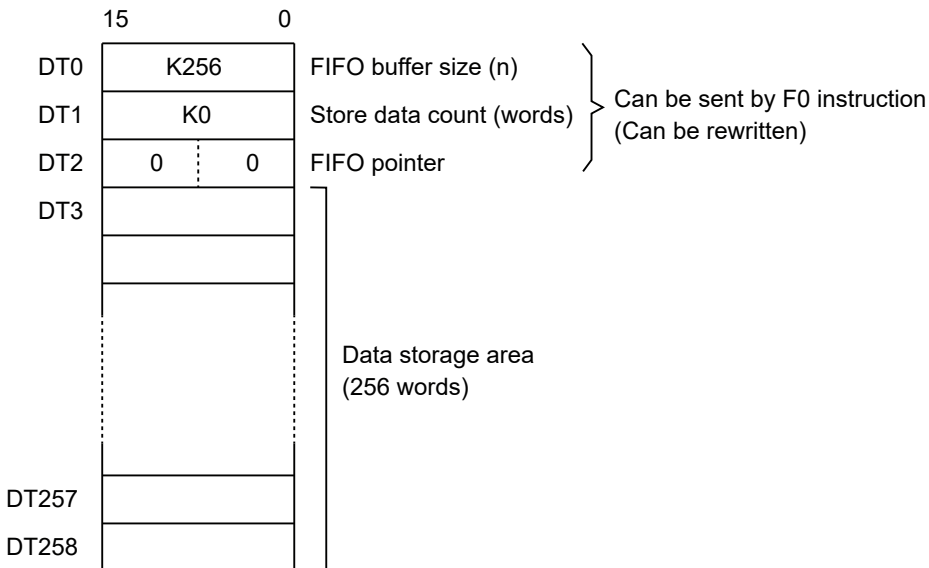 15 0
DT0 K256 FIFO buffer size (n)
DT1 K0 Store data count (words)
DT2 0 0 FIFO pointer
Can be sent by F0 instruction
(Can be rewritten)
DT3
Data storage area
(256 words)
DT257
DT258